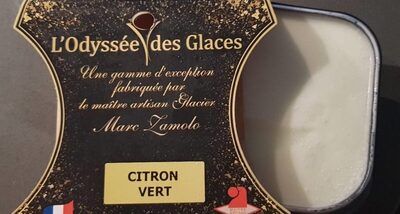 L'Odyssée des Glaces
Une gamme d'exception
fabriquée par
le maître artisan Glacier
Marc Zamolo
CITRON
VERT